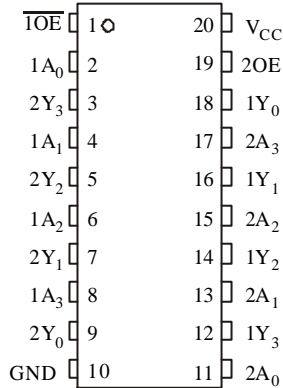 1OE 1 20 VCC
1A0 2 19 2OE
2Y3 3 18 1Y0
1A1 4 17 2A3
2Y2 5 16 1Y1
1A2 6 15 2A2
2Y1 7 14 1Y2
1A3 8 13 2A1
2Y0 9 12 1Y3
GND 10 11 2A0